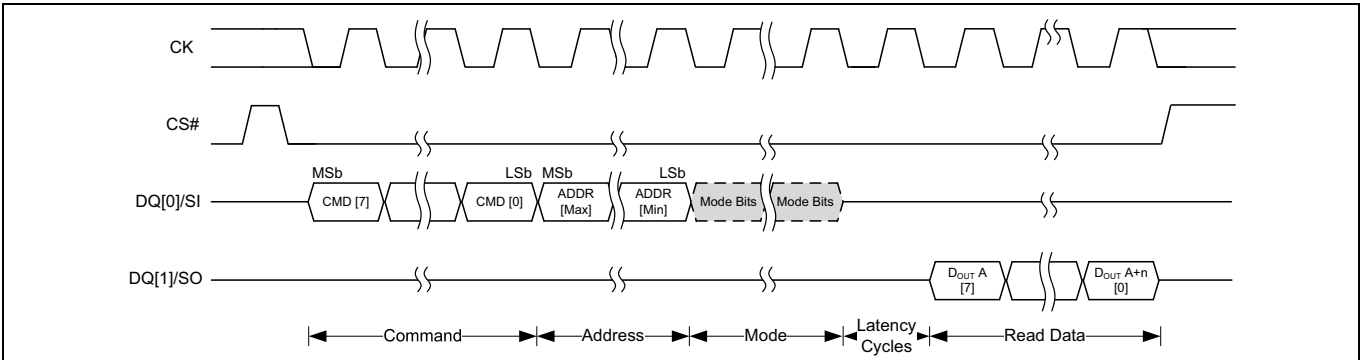 CK
CS#
MSb LSb MSb LSb
DQ[0]/SI CMD [7] CMD [0] ADDR [Max] ADDR [Min] Mode Bits Mode Bits
DQ[1]/SO DOUT A [7] DOUT A+n [0]
Command Address Mode Latency Cycles Read Data